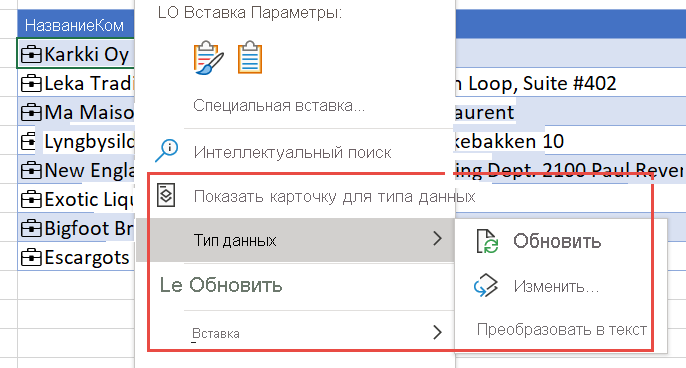 LO Вставка Параметры:
НазваниеКом
Karkki Oy
Leka Tradi
n Loop, Suite #402
Ma Maiso
aurent
Специальная вставка...
Lyngbysild
kebakken 10
Интеллектуальный поиск
New Engla
ing Dept. 2100 Paul Rever
Exotic Liqu
Показать карточку для типа данных
Bigfoot Br
Тип данных
Обновить
Escargots
Le Обновить
Изменить...
Вставка
Преобразовать в текст